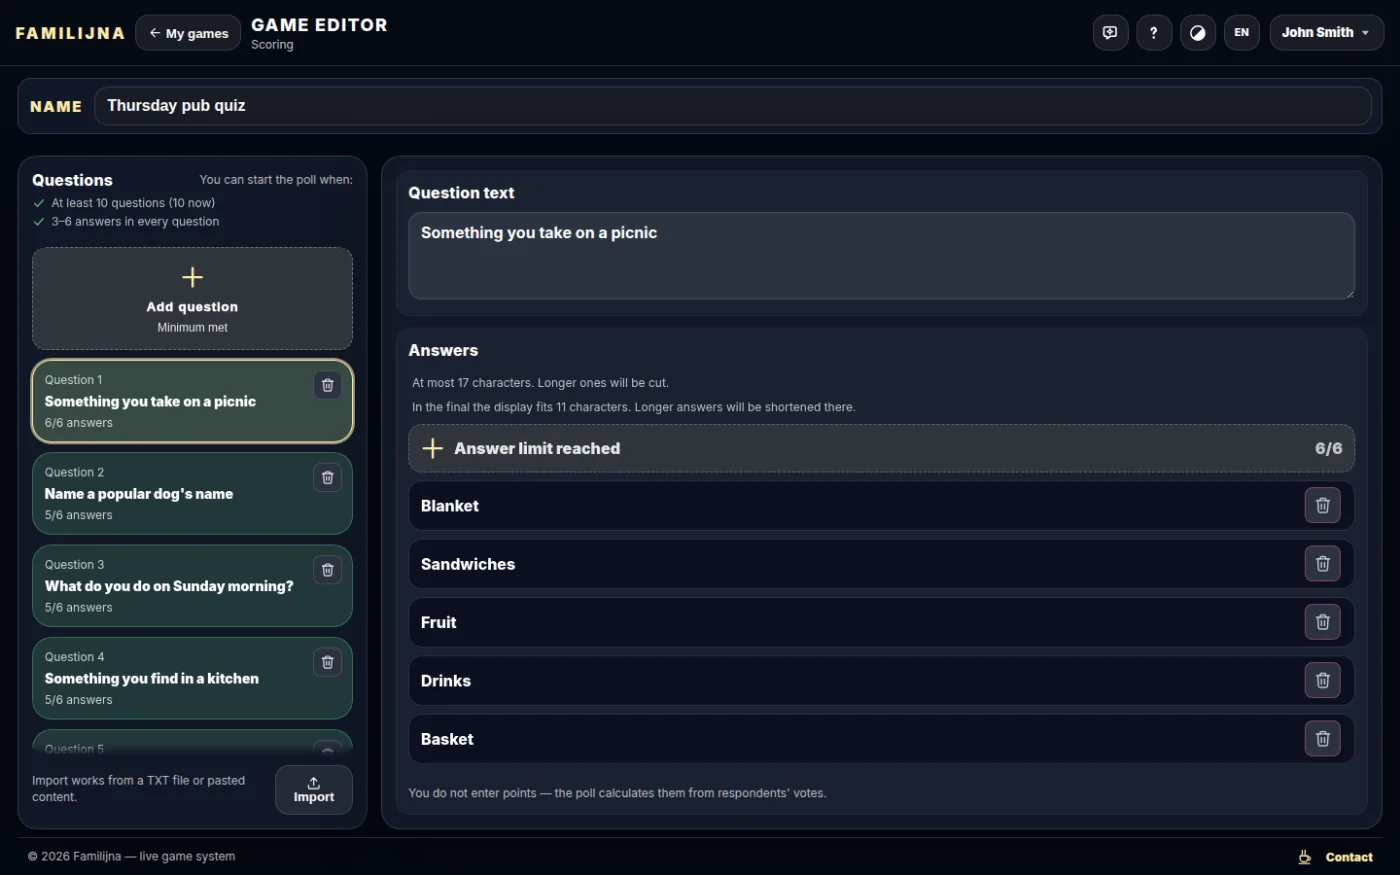 FAMILIJNA
← My games
GAME EDITOR
Scoring
?
EN
John Smith
NAME
Thursday pub quiz
Questions
You can start the poll when:
At least 10 questions (10 now)
3–6 answers in every question
Add question
Minimum met
Question 1
Something you take on a picnic
6/6 answers
Question 2
Name a popular dog's name
5/6 answers
Question 3
What do you do on Sunday morning?
5/6 answers
Question 4
Something you find in a kitchen
5/6 answers
Question 5
Import works from a TXT file or pasted
content.
Import
Question text
Something you take on a picnic
Answers
At most 17 characters. Longer ones will be cut.
In the final the display fits 11 characters. Longer answers will be shortened there.
Answer limit reached
6/6
Blanket
Sandwiches
Fruit
Drinks
Basket
You do not enter points — the poll calculates them from respondents' votes.
© 2026 Familijna — live game system
Contact